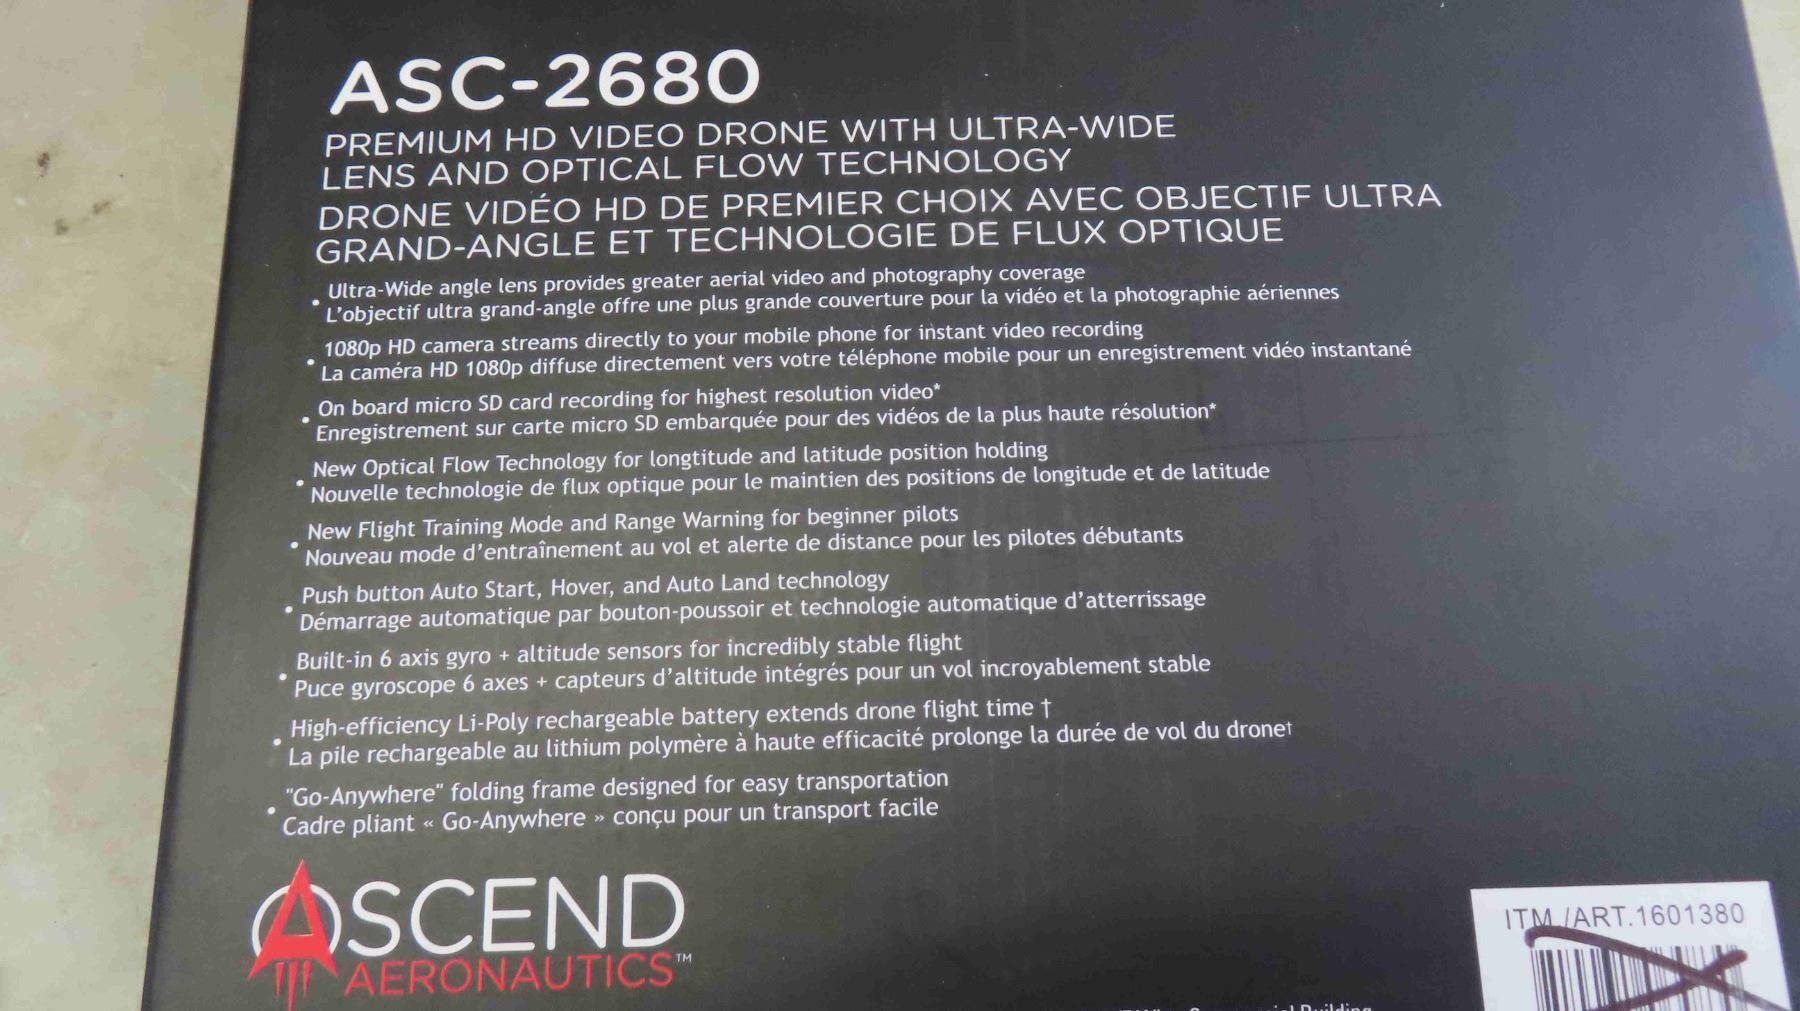 ASC-2680
PREMIUM HD VIDEO DRONE WITH ULTRA-WIDE
LENS AND OPTICAL FLOW TECHNOLOGY
DRONE VIDÉO HD DE PREMIER CHOIX AVEC OBJECTIF ULTRA
GRAND-ANGLE ET TECHNOLOGIE DE FLUX OPTIQUE
Ultra-Wide angle lens provides greater aerial video and photography coverage
• L'objectif ultra grand-angle offre une plus grande couverture pour la vidéo et la photographie aériennes
1080p HD camera streams directly to your mobile phone for instant video recording
• La caméra HD 1080p diffuse directement vers votre téléphone mobile pour un enregistrement vidéo instantané
On board micro SD card recording for highest resolution video*
• Enregistrement sur carte micro SD embarquée pour des vidéos de la plus haute résolution*
New Optical Flow Technology for longtitude and latitude position holding
• Nouvelle technologie de flux optique pour le maintien des positions de longitude et de latitude
New Flight Training Mode and Range Warning for beginner pilots
• Nouveau mode d'entraînement au vol et alerte de distance pour les pilotes débutants
Push button Auto Start, Hover, and Auto Land technology
• Démarrage automatique par bouton-poussoir et technologie automatique d'atterrissage
Built-in 6 axis gyro + altitude sensors for incredibly stable flight
• Puce gyroscope 6 axes + capteurs d'altitude intégrés pour un vol incroyablement stable
High-efficiency Li-Poly rechargeable battery extends drone flight time †
• La pile rechargeable au lithium polymère à haute efficacité prolonge la durée de vol du drone†
"Go-Anywhere" folding frame designed for easy transportation
• Cadre pliant « Go-Anywhere » conçu pour un transport facile
ASCEND
AERONAUTICS™
ITM./ART.1601380
Building